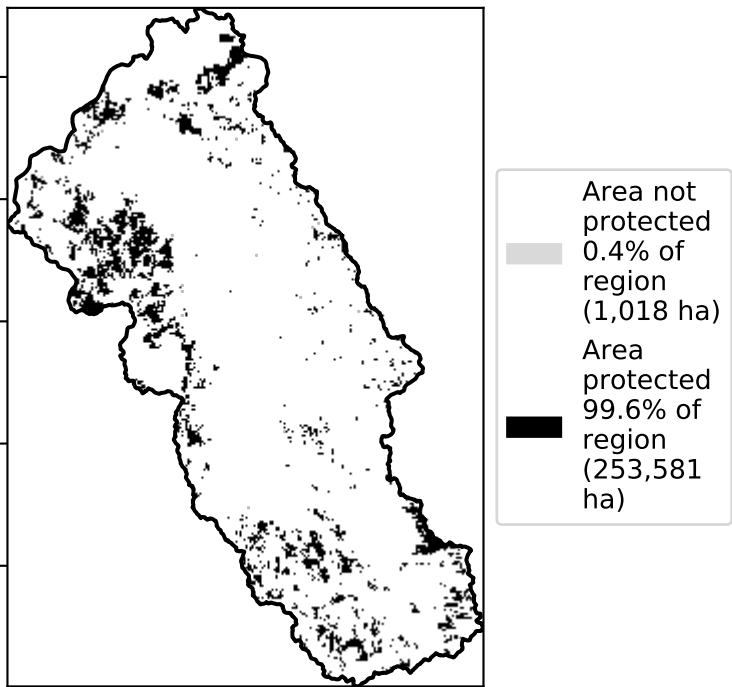 Area not
protected
0.4% of
region
(1,018 ha)
Area
protected
99.6% of
region
(253,581
ha)